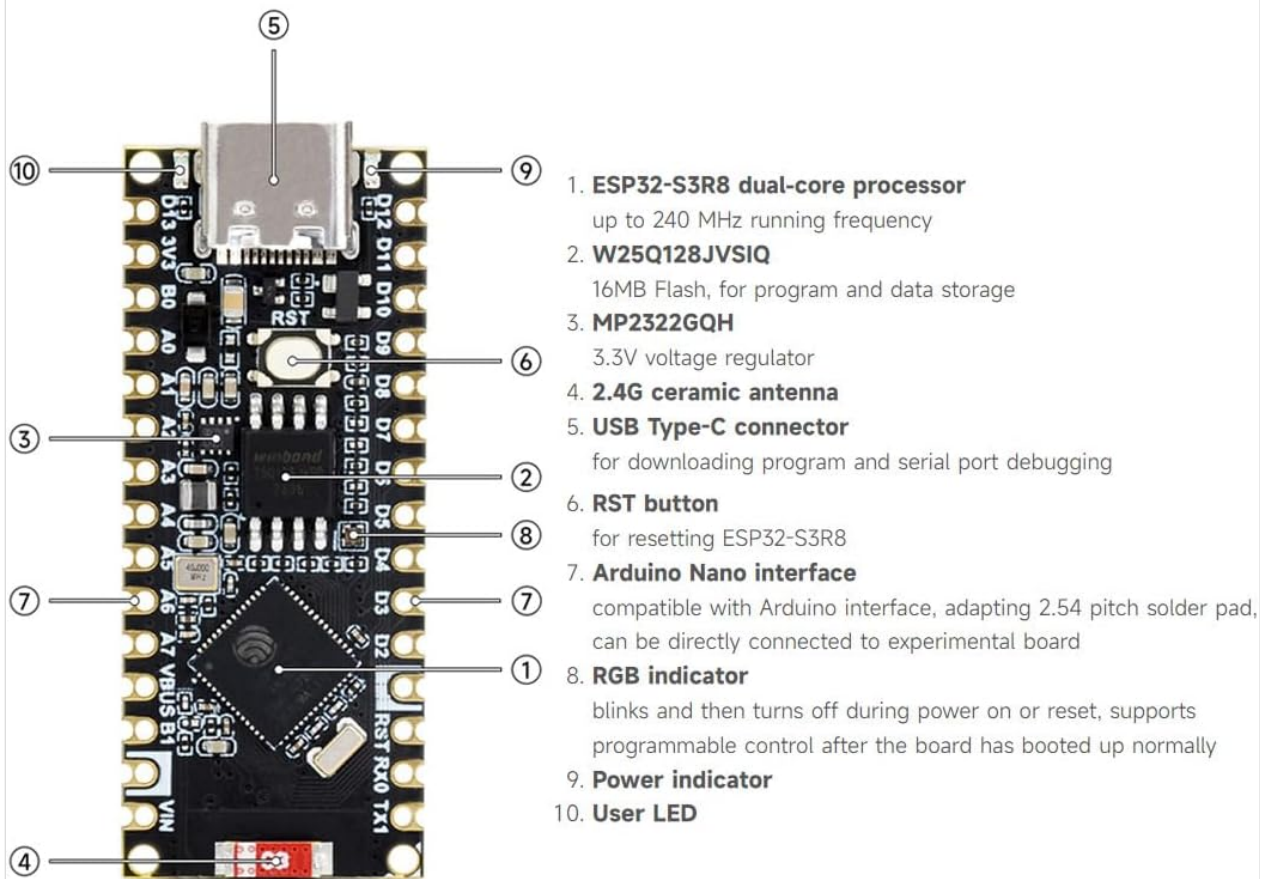 ⑤
⑩
⑨
D13
3V3
B0
A0
A1
A2
A3
A4
A5
A6
A7
VBUS
B1
VIN
D12
D11
D10
D9
D8
D7
D6
D5
D4
D3
D2
RST
RX0
TX1
RST
⑥
③
winbond
②
⑧
40.000
MHz
⑦
⑦
①
④
1. ESP32-S3R8 dual-core processor
up to 240 MHz running frequency
2. W25Q128JVSIQ
16MB Flash, for program and data storage
3. MP2322GQH
3.3V voltage regulator
4. 2.4G ceramic antenna
5. USB Type-C connector
for downloading program and serial port debugging
6. RST button
for resetting ESP32-S3R8
7. Arduino Nano interface
compatible with Arduino interface, adapting 2.54 pitch solder pad,
can be directly connected to experimental board
8. RGB indicator
blinks and then turns off during power on or reset, supports
programmable control after the board has booted up normally
9. Power indicator
10. User LED